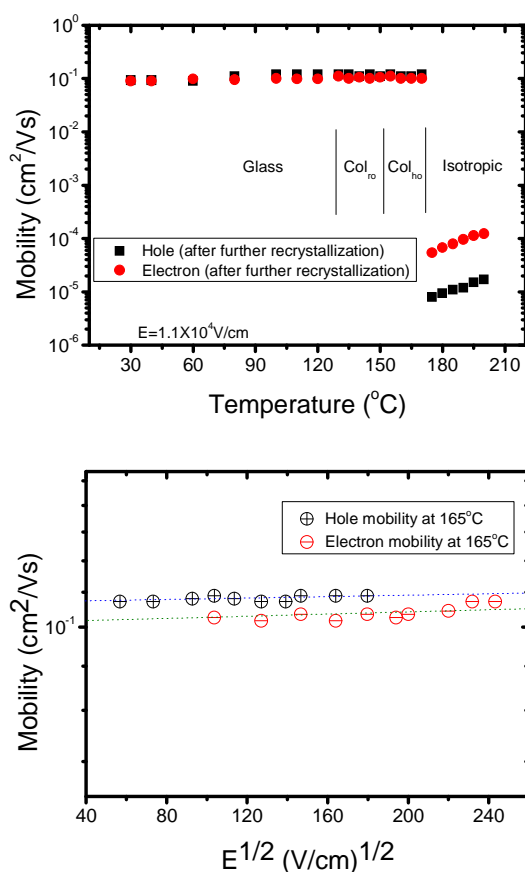 10^0
10^-1
10^-2
10^-3
10^-4
10^-5
10^-6
Mobility (cm^2/Vs)
Glass
Col_ro
Col_ho
Isotropic
Hole (after further recrystallization)
Electron (after further recrystallization)
E=1.1X10^4V/cm
30 60 90 120 150 180 210
Temperature (°C)
Hole mobility at 165°C
Electron mobility at 165°C
10^-1
Mobility (cm^2/Vs)
40 80 120 160 200 240
E^1/2 (V/cm)^1/2